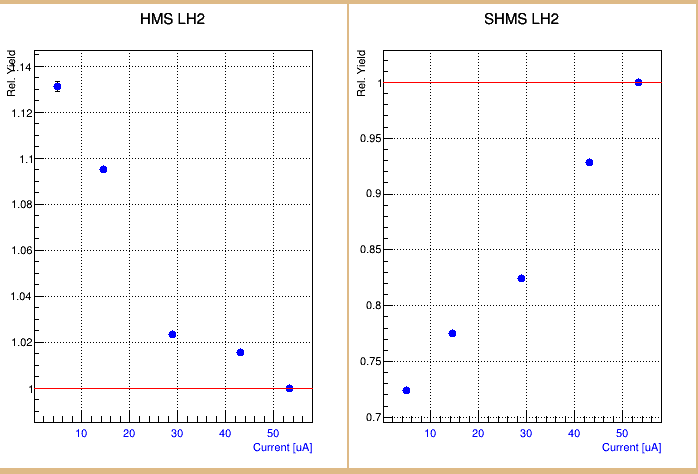 HMS LH2
Rel. Yield
1.14
1.12
1.1
1.08
1.06
1.04
1.02
1
10 20 30 40 50
Current [uA]
SHMS LH2
Rel. Yield
1
0.95
0.9
0.85
0.8
0.75
0.7
10 20 30 40 50
Current [uA]